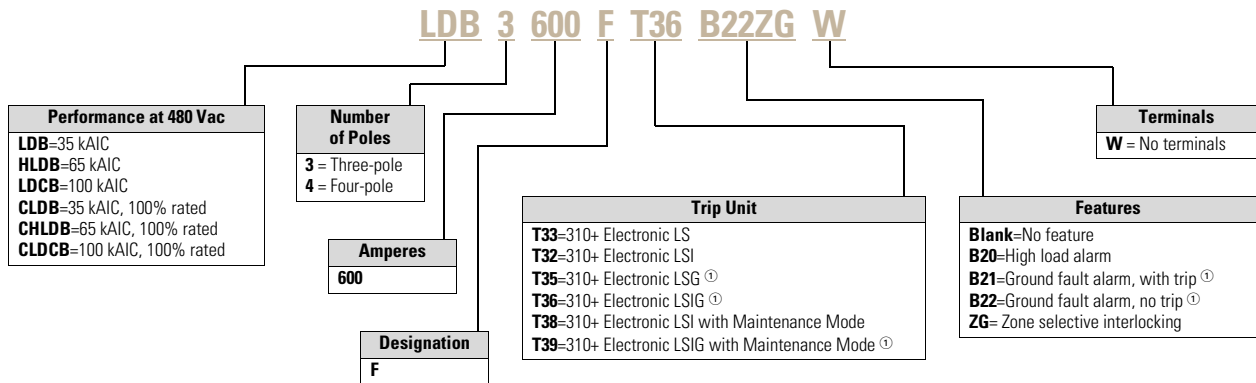 LDB 3 600 F T36 B22ZG W
Performance at 480 Vac
LDB=35 kAIC
HLDB=65 kAIC
LDCB=100 kAIC
CLDB=35 kAIC, 100% rated
CHLDB=65 kAIC, 100% rated
CLDCB=100 kAIC, 100% rated
Number
of Poles
3 = Three-pole
4 = Four-pole
Amperes
600
Designation
F
Trip Unit
T33=310+ Electronic LS
T32=310+ Electronic LSI
T35=310+ Electronic LSG ①
T36=310+ Electronic LSIG ①
T38=310+ Electronic LSI with Maintenance Mode
T39=310+ Electronic LSIG with Maintenance Mode ①
Features
Blank=No feature
B20=High load alarm
B21=Ground fault alarm, with trip ①
B22=Ground fault alarm, no trip ①
ZG= Zone selective interlocking
Terminals
W = No terminals